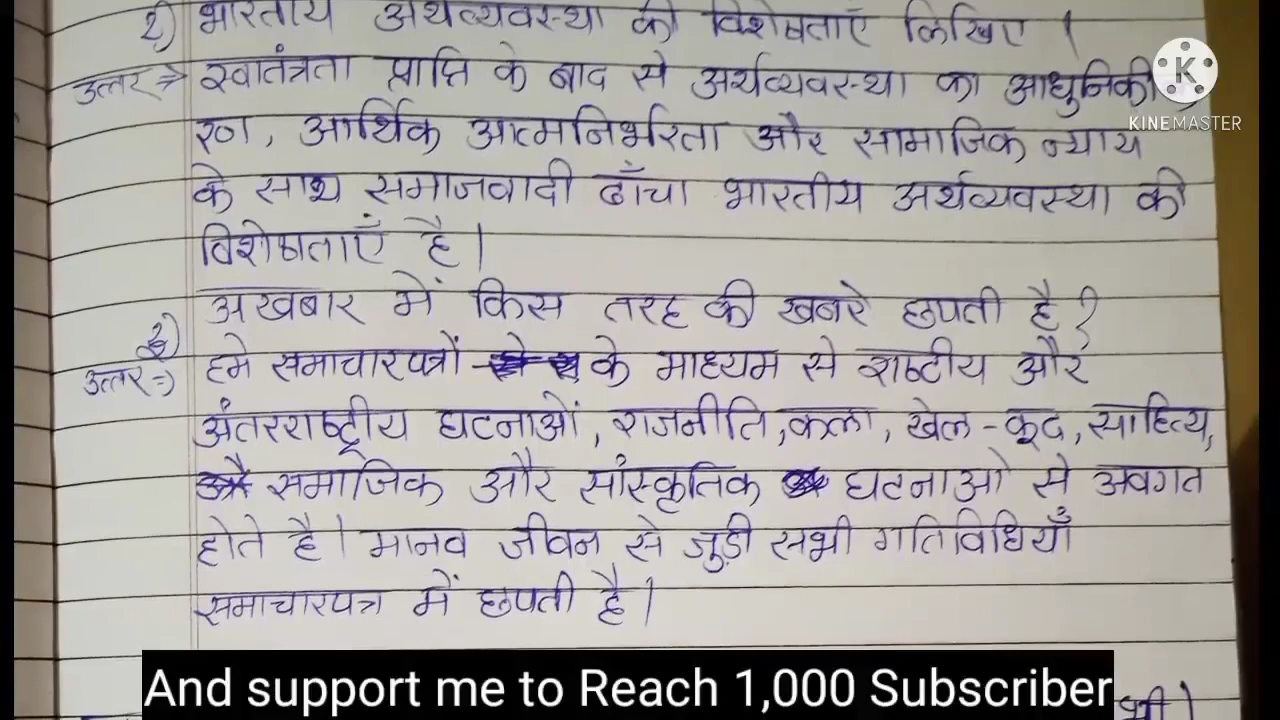 2) भारतीय अर्थव्यवस्था की विशेषताएँ लिखिए ।
उत्तर ⇒ स्वातंत्रता प्राप्ति के बाद से अर्थव्यवस्था का आधुनिकी
रण, आर्थिक आत्मनिर्भरता और सामाजिक न्याय
के साथ समाजवादी ढाँचा भारतीय अर्थव्यवस्था की
विशेषताएँ है।
अखबार में किस तरह की खबरे छपती है?
3)
उत्तर ⇒ हमे समाचारपत्रों के माध्यम से राष्टीय और
अंतरराष्ट्रीय घटनाओं, राजनीति, कला, खेल-कूद, साहित्य,
समाजिक और सांस्कृतिक घटनाओ से अवगत
होते है। मानव जीवन से जुड़ी सभी गतिविधियाँ
समाचारपत्र में छपती है।
And support me to Reach 1,000 Subscriber
K
KINEMASTER